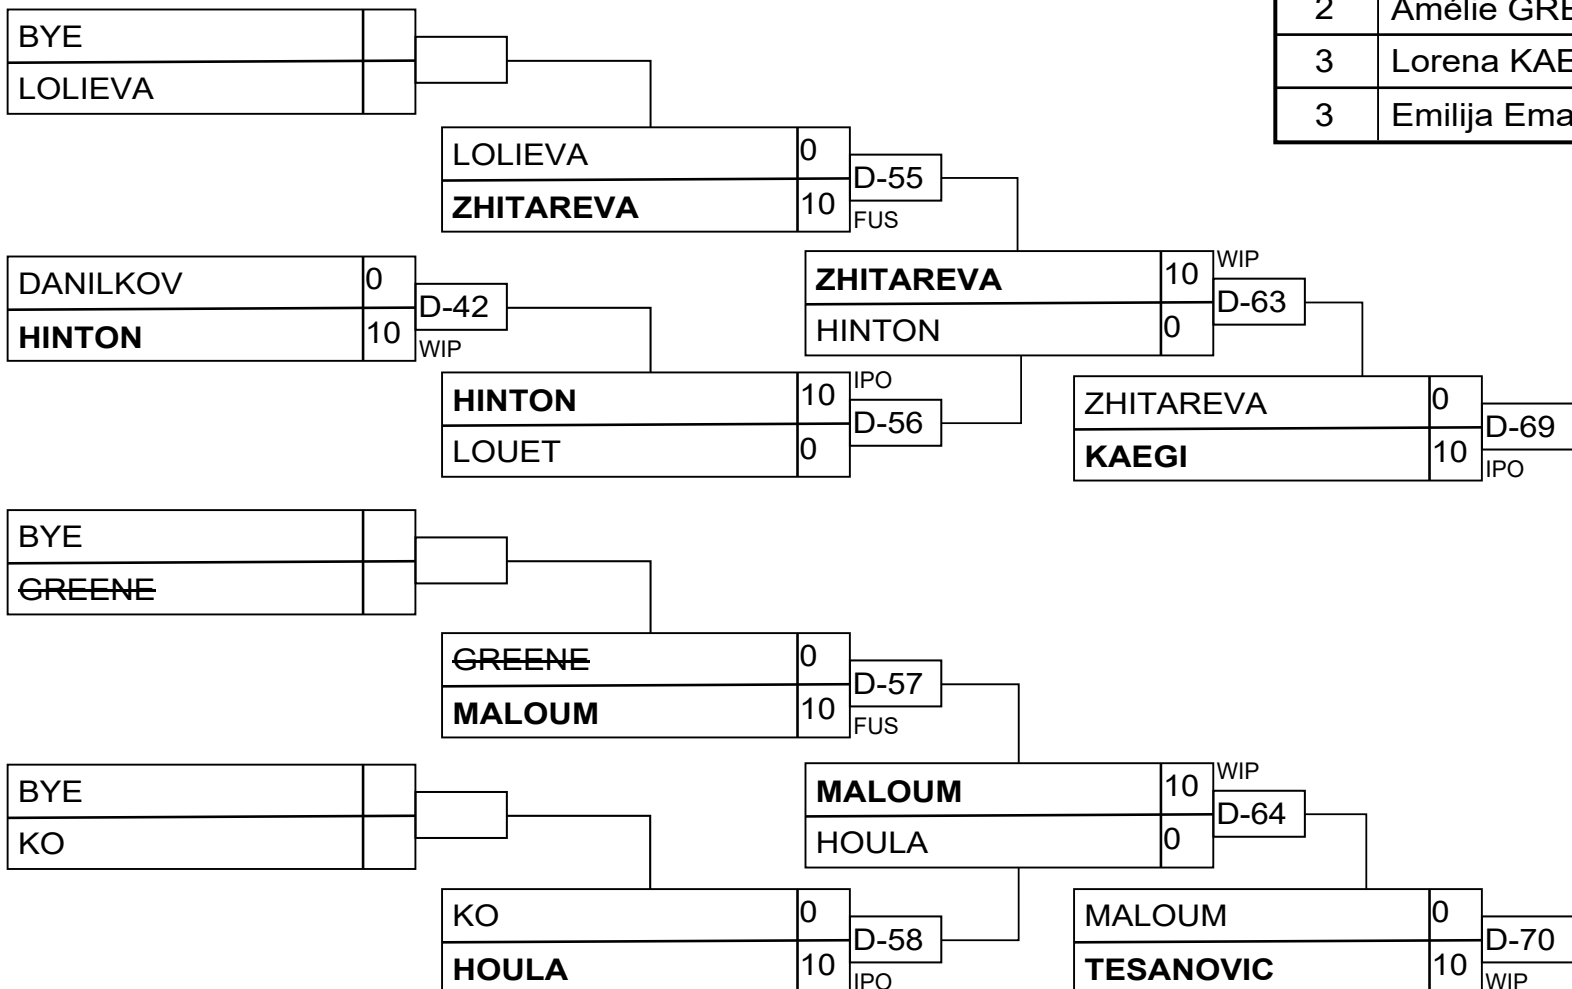 BYE
LOLIEVA
2
3 Lorena
3 Emilija
LOLIEVA 0
ZHITAREVA 10
D-55
FUS
DANILKOV 0
HINTON 10
D-42
WIP
ZHITAREVA 10
HINTON 0
WIP
D-63
HINTON 10
LOUET 0
IPO
D-56
ZHITAREVA 0
KAEGI 10
D-69
IPO
BYE
GREENE
GREENE 0
MALOUM 10
D-57
FUS
BYE
KO
MALOUM 10
HOULA 0
WIP
D-64
KO 0
HOULA 10
D-58
IPO
MALOUM 0
TESANOVIC 10
D-70
WIP